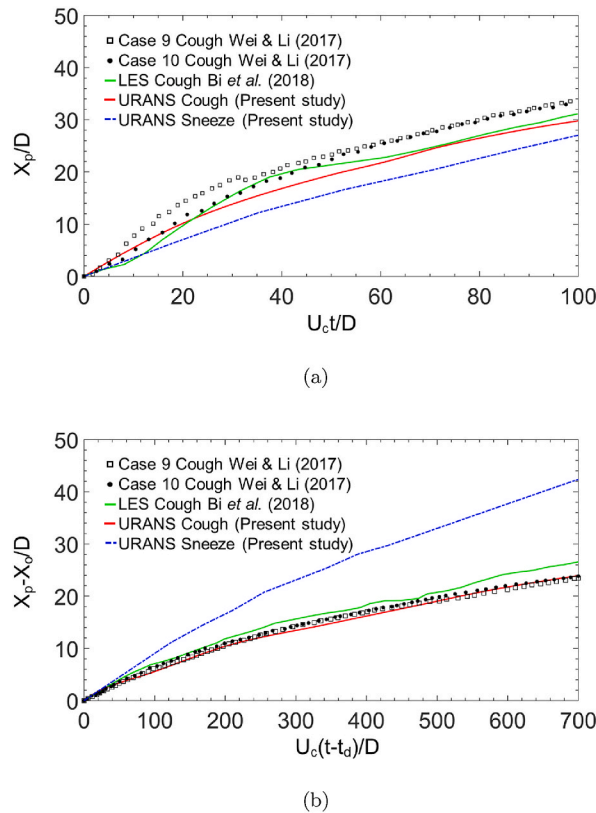 50
40
30
20
10
0
X_p/D
□ Case 9 Cough Wei & Li (2017)
• Case 10 Cough Wei & Li (2017)
LES Cough Bi et al. (2018)
URANS Cough (Present study)
URANS Sneeze (Present study)
0 20 40 60 80 100
U_ct/D
(a)
50
40
30
20
10
0
X_p-X_o/D
□ Case 9 Cough Wei & Li (2017)
• Case 10 Cough Wei & Li (2017)
LES Cough Bi et al. (2018)
URANS Cough (Present study)
URANS Sneeze (Present study)
0 100 200 300 400 500 600 700
U_c(t-t_d)/D
(b)